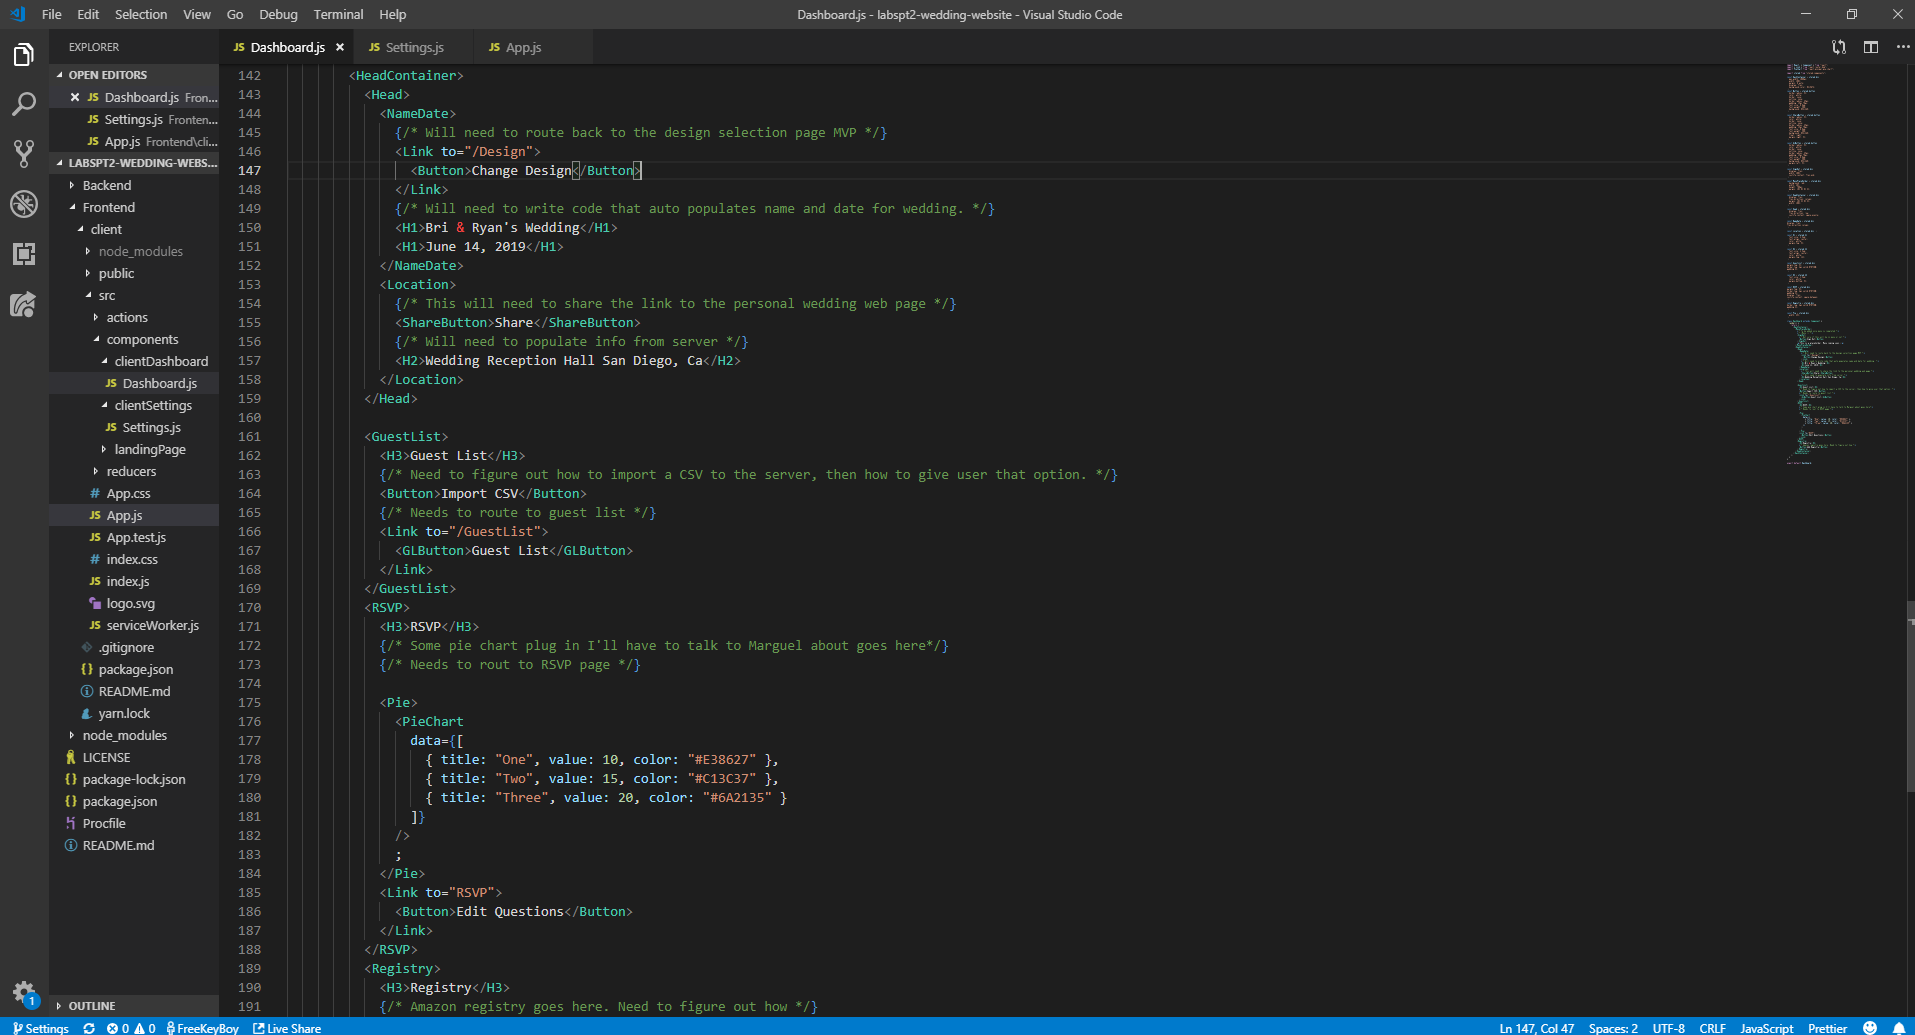 File Edit Selection View Go Debug Terminal Help
Dashboard.js - labspt2-wedding-website - Visual Studio Code
EXPLORER
OPEN EDITORS
JS Dashboard.js Fron...
JS Settings.js Fronten...
JS App.js Frontend\cli...
LABSPT2-WEDDING-WEBS...
Backend
Frontend
client
node_modules
public
src
actions
components
clientDashboard
JS Dashboard.js
clientSettings
JS Settings.js
landingPage
reducers
# App.css
JS App.js
JS App.test.js
# index.css
JS index.js
logo.svg
JS serviceWorker.js
.gitignore
{} package.json
README.md
yarn.lock
node_modules
LICENSE
{} package-lock.json
{} package.json
Procfile
README.md
OUTLINE
1
JS Dashboard.js JS Settings.js JS App.js
142 <HeadContainer>
143 <Head>
144 <NameDate>
145 {/* Will need to route back to the design selection page MVP */}
146 <Link to="/Design">
147 <Button>Change Design</Button>
148 </Link>
149 {/* Will need to write code that auto populates name and date for wedding. */}
150 <H1>Bri & Ryan's Wedding</H1>
151 <H1>June 14, 2019</H1>
152 </NameDate>
153 <Location>
154 {/* This will need to share the link to the personal wedding web page */}
155 <ShareButton>Share</ShareButton>
156 {/* Will need to populate info from server */}
157 <H2>Wedding Reception Hall San Diego, Ca</H2>
158 </Location>
159 </Head>
160
161 <GuestList>
162 <H3>Guest List</H3>
163 {/* Need to figure out how to import a CSV to the server, then how to give user that option. */}
164 <Button>Import CSV</Button>
165 {/* Needs to route to guest list */}
166 <Link to="/GuestList">
167 <GLButton>Guest List</GLButton>
168 </Link>
169 </GuestList>
170 <RSVP>
171 <H3>RSVP</H3>
172 {/* Some pie chart plug in I'll have to talk to Marguel about goes here*/}
173 {/* Needs to rout to RSVP page */}
174
175 <Pie>
176 <PieChart
177 data={[
178 { title: "One", value: 10, color: "#E38627" },
179 { title: "Two", value: 15, color: "#C13C37" },
180 { title: "Three", value: 20, color: "#6A2135" }
181 ]}
182 />
183 ;
184 </Pie>
185 <Link to="RSVP">
186 <Button>Edit Questions</Button>
187 </Link>
188 </RSVP>
189 <Registry>
190 <H3>Registry</H3>
191 {/* Amazon registry goes here. Need to figure out how */}
Settings 0 0 FreeKeyBoy Live Share
Ln 147, Col 47 Spaces: 2 UTF-8 CRLF JavaScript Prettier